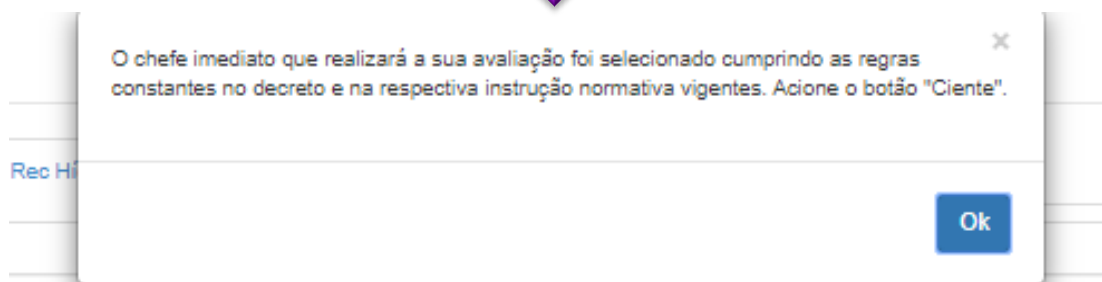 O chefe imediato que realizará a sua avaliação foi selecionado cumprindo as regras
constantes no decreto e na respectiva instrução normativa vigentes. Acione o botão "Ciente".
Rec Hí
Ok